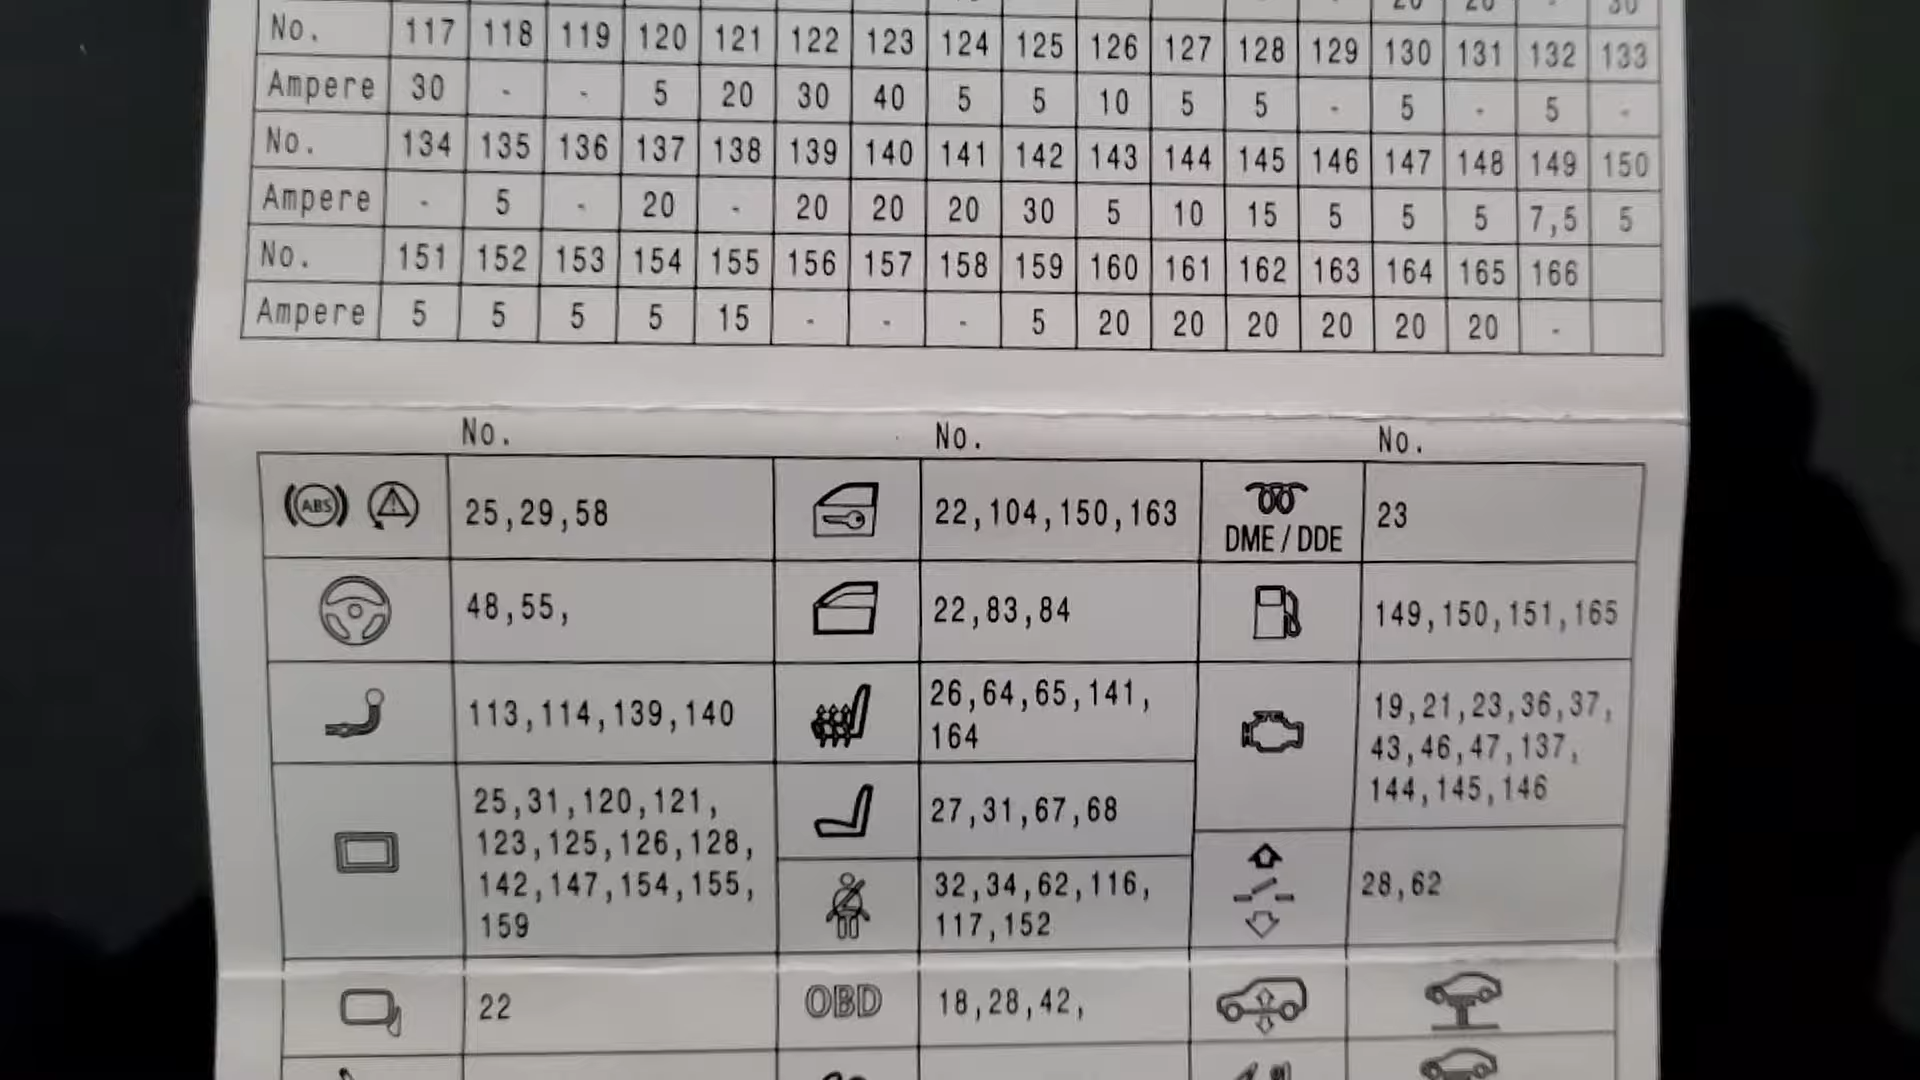 20 20 - 30
No. 117 118 119 120 121 122 123 124 125 126 127 128 129 130 131 132 133
Ampere 30 - - 5 20 30 40 5 5 10 5 5 - 5 - 5 -
No. 134 135 136 137 138 139 140 141 142 143 144 145 146 147 148 149 150
Ampere - 5 - 20 - 20 20 20 30 5 10 15 5 5 5 7,5 5
No. 151 152 153 154 155 156 157 158 159 160 161 162 163 164 165 166
Ampere 5 5 5 5 15 - - - 5 20 20 20 20 20 20 -
No. No. No.
ABS 25,29,58 22,104,150,163 DME / DDE 23
48,55, 22,83,84 149,150,151,165
113,114,139,140 26,64,65,141,
164
19,21,23,36,37,
43,46,47,137,
144,145,146
25,31,120,121,
123,125,126,128,
142,147,154,155,
159
27,31,67,68
32,34,62,116,
117,152
28,62
22 OBD 18,28,42,